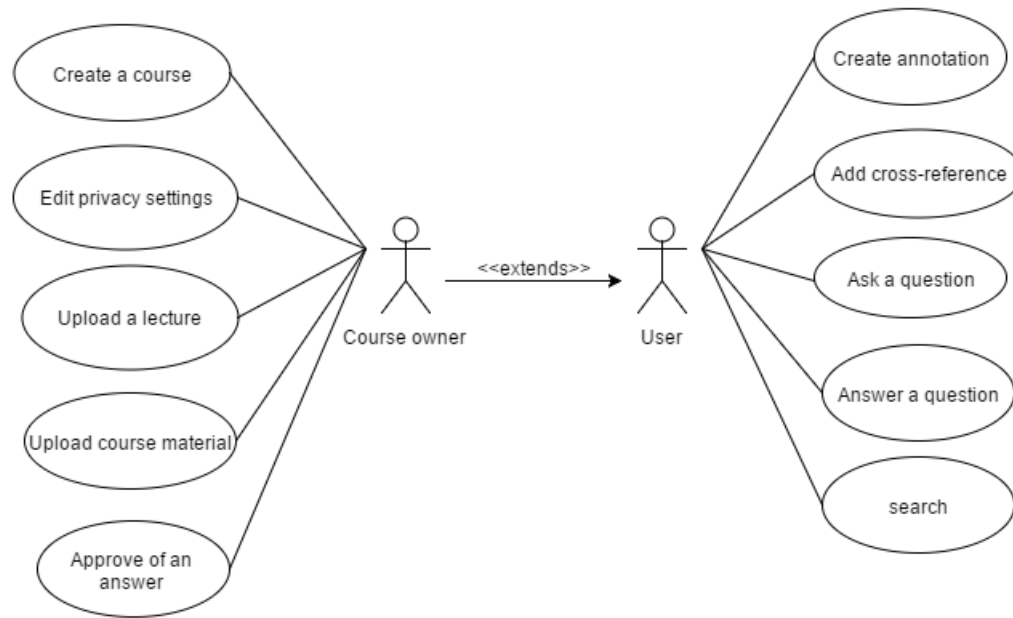 Create a course
Edit privacy settings
Upload a lecture
Upload course material
Approve of an
answer
Course owner
<<extends>>
User
Create annotation
Add cross-reference
Ask a question
Answer a question
search